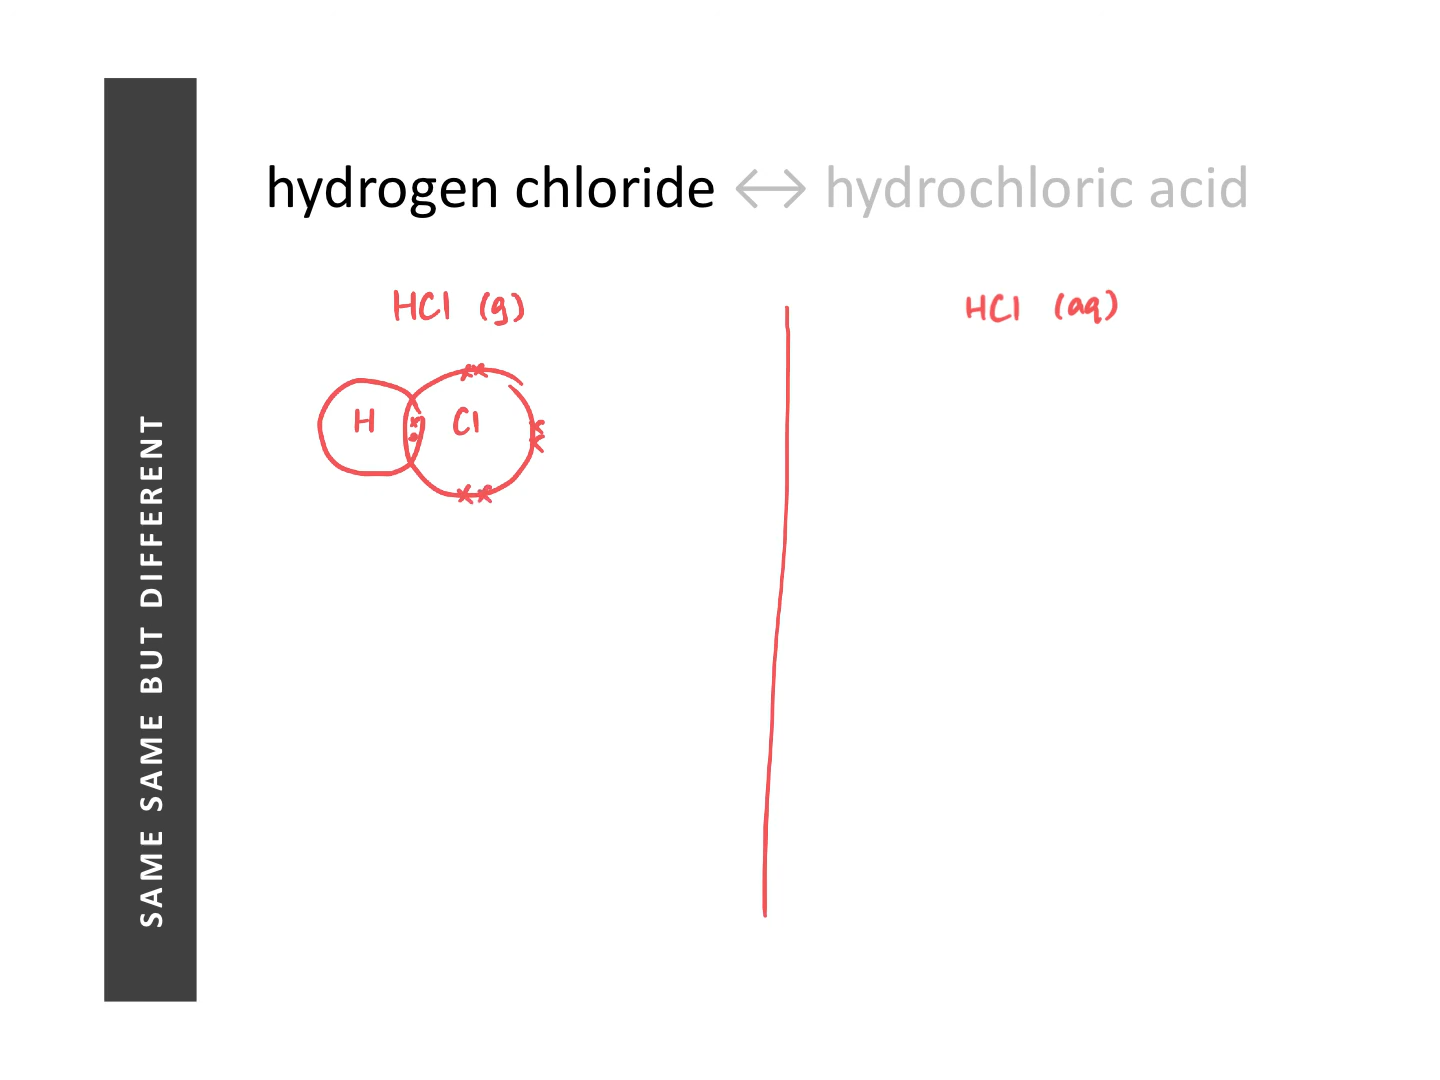 SAME SAME BUT DIFFERENT
hydrogen chloride ↔ hydrochloric acid
HCl (g)
HCl (aq)
H
Cl